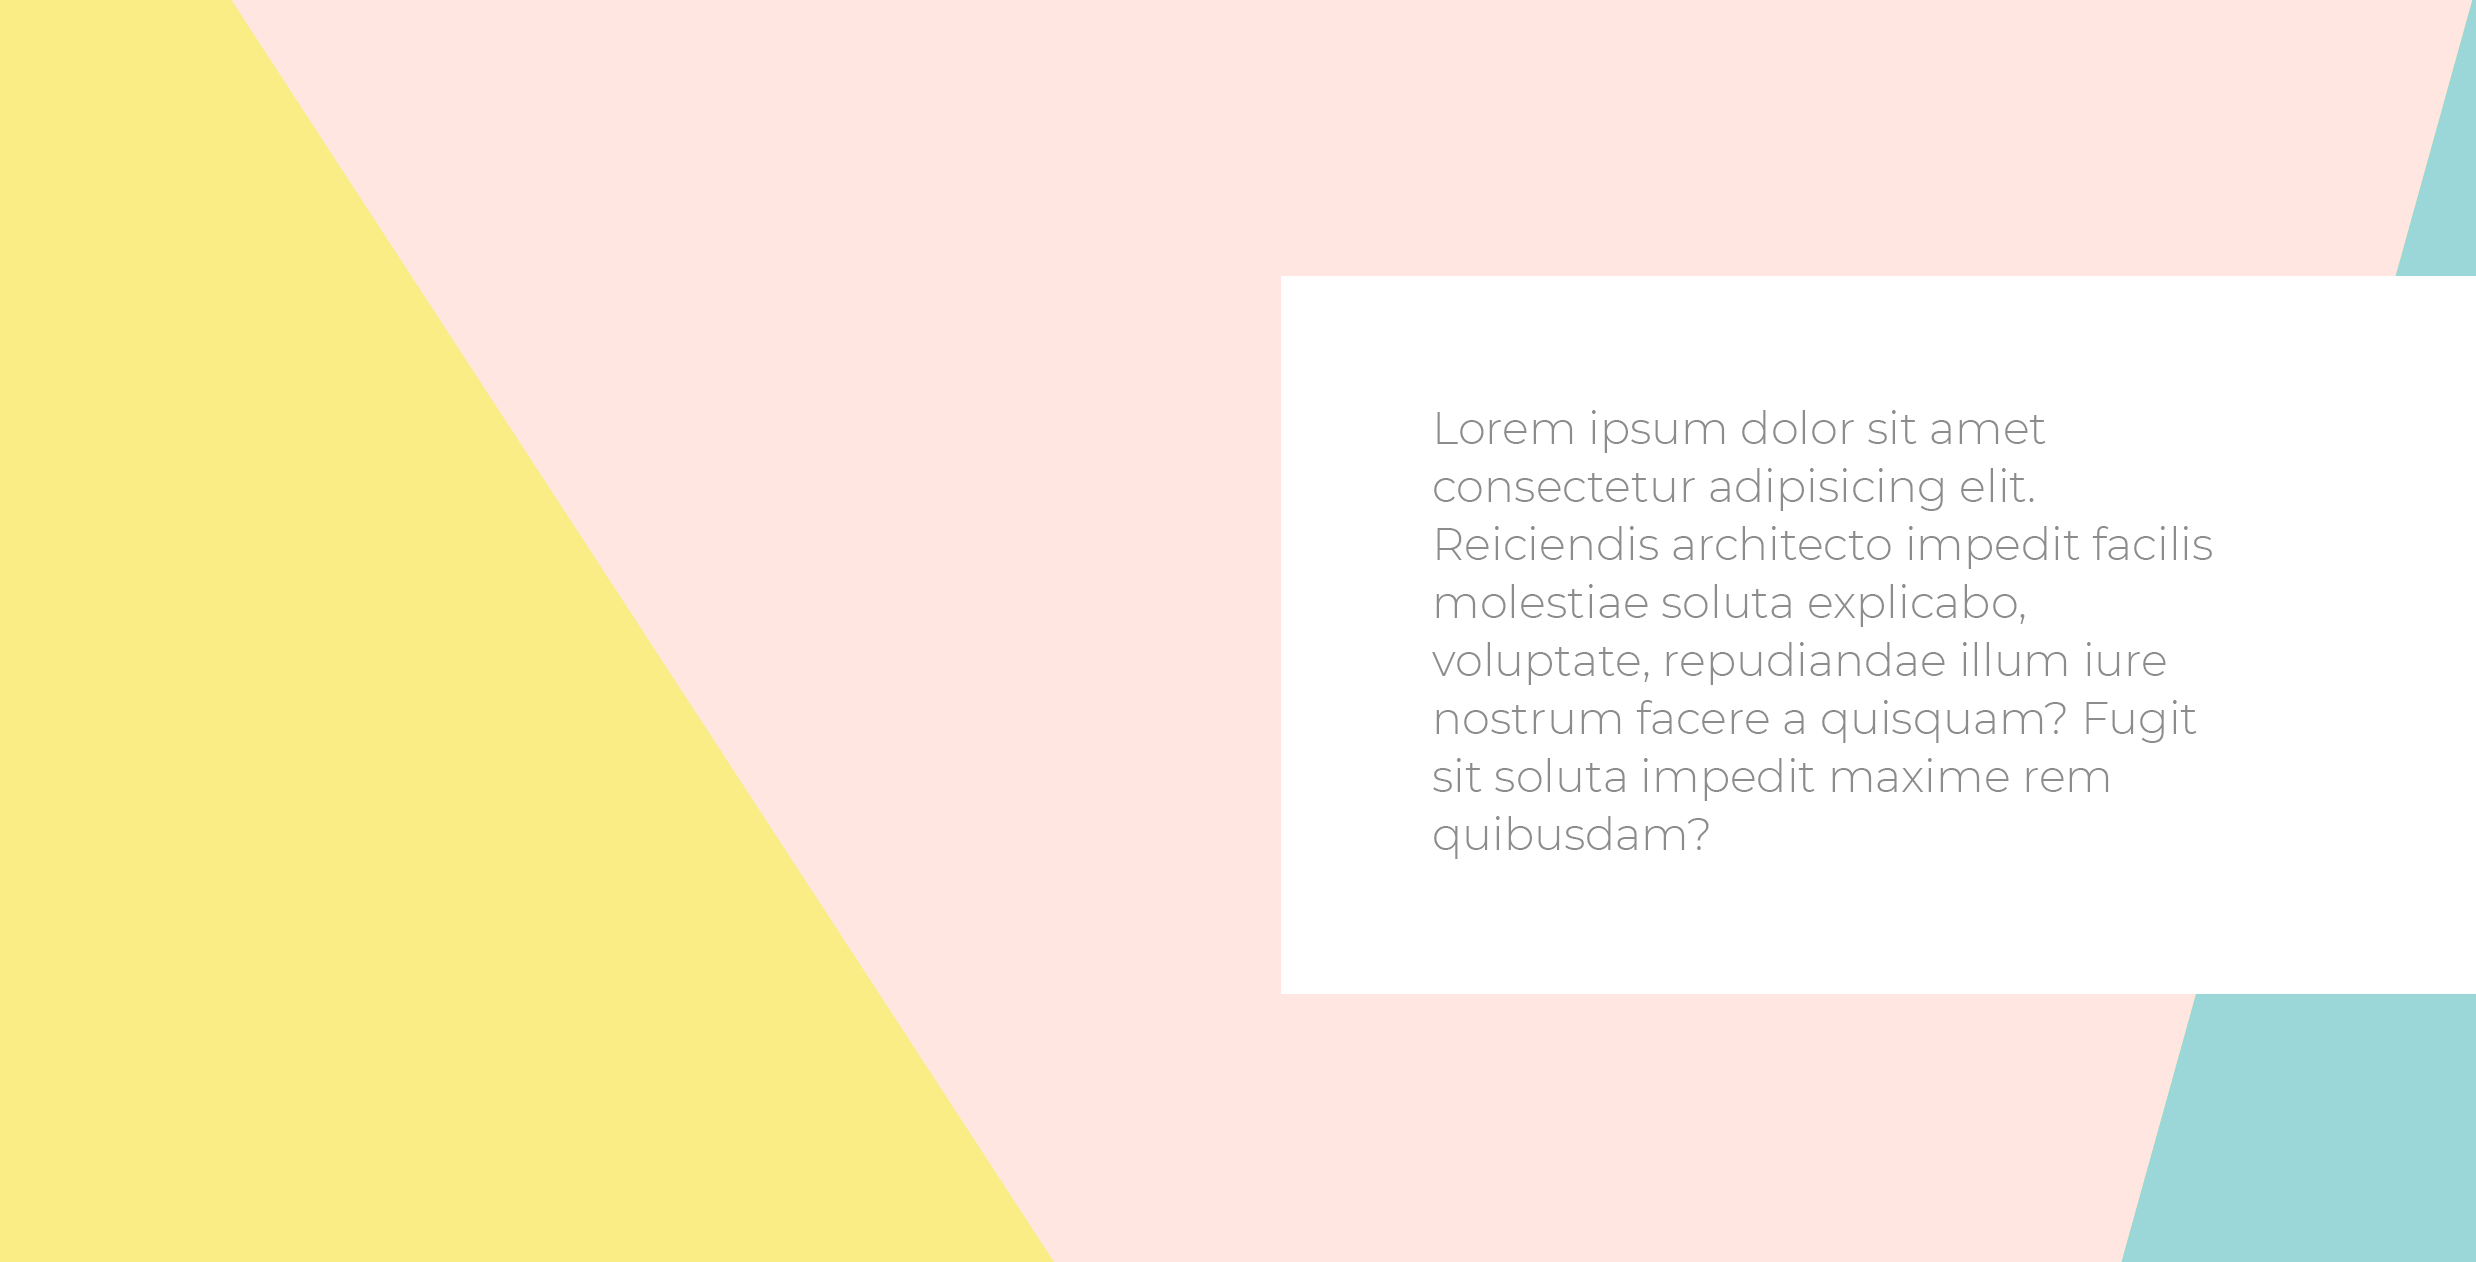 Lorem ipsum dolor sit amet
consectetur adipisicing elit.
Reiciendis architecto impedit facilis
molestiae soluta explicabo,
voluptate, repudiandae illum iure
nostrum facere a quisquam? Fugit
sit soluta impedit maxime rem
quibusdam?